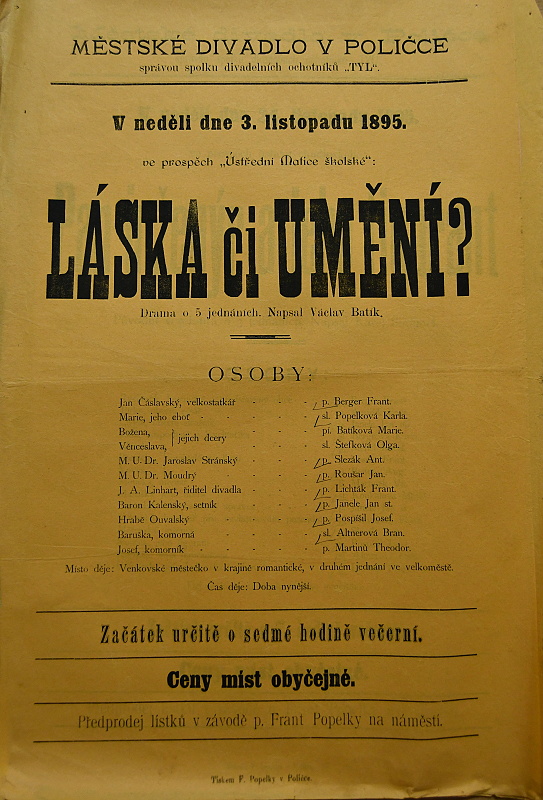 MĚSTSKÉ DIVADLO V POLIČCE
správou spolku divadelních ochotníků „TYL“.
V neděli dne 3. listopadu 1895.
ve prospěch „Ústřední Matice školské“:
LÁSKA či UMĚNÍ?
Drama o 5 jednáních. Napsal Václav Batík.
OSOBY:
Jan Čáslavský, velkostatkář - - - p. Berger Frant.
Marie, jeho choť - - - - sl. Popelková Karla.
Božena, } jejich dcery - - - pí. Batíková Marie.
Věnceslava, - - - sl. Štefková Olga.
M. U. Dr. Jaroslav Stránský - - - p. Slezák Ant.
M. U. Dr. Moudrý - - - p. Roušar Jan.
J. A. Linhart, řiditel divadla - - - p. Lichták Frant.
Baron Kalenský, setník - - - p. Janele Jan st.
Hrabě Ouvalský - - - - p. Pospíšil Josef.
Baruška, komorná - - - - sl. Altnerová Bran.
Josef, komorník - - - - p. Martinů Theodor.
Místo děje: Venkovské městečko v krajině romantické, v druhém jednání ve velkoměstě.
Čas děje: Doba nynější.
Začátek určitě o sedmé hodině večerní.
Ceny míst obyčejné.
Předprodej lístků v závodě p. Frant Popelky na náměstí.
Tiskem F. Popelky v Poličce.